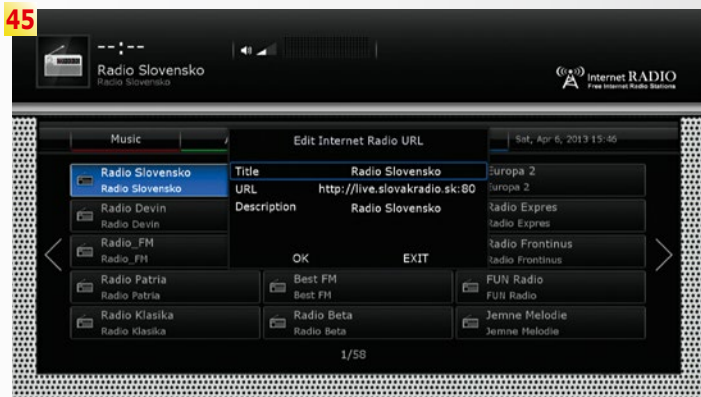 45
--:--
Radio Slovensko
Radio Slovensko
Internet RADIO
Free Internet Radio Stations
Music
Edit Internet Radio URL
Sat, Apr 6, 2013 15:46
Radio Slovensko
Radio Slovensko
Title Radio Slovensko
URL http://live.slovakradio.sk:80
Description Radio Slovensko
OK EXIT
Europa 2
Europa 2
Radio Devin
Radio Devin
Radio Expres
Radio Expres
Radio_FM
Radio_FM
Radio Frontinus
Radio Frontinus
Radio Patria
Radio Patria
Best FM
Best FM
FUN Radio
FUN Radio
Radio Klasika
Radio Klasika
Radio Beta
Radio Beta
Jemne Melodie
Jemne Melodie
1/58